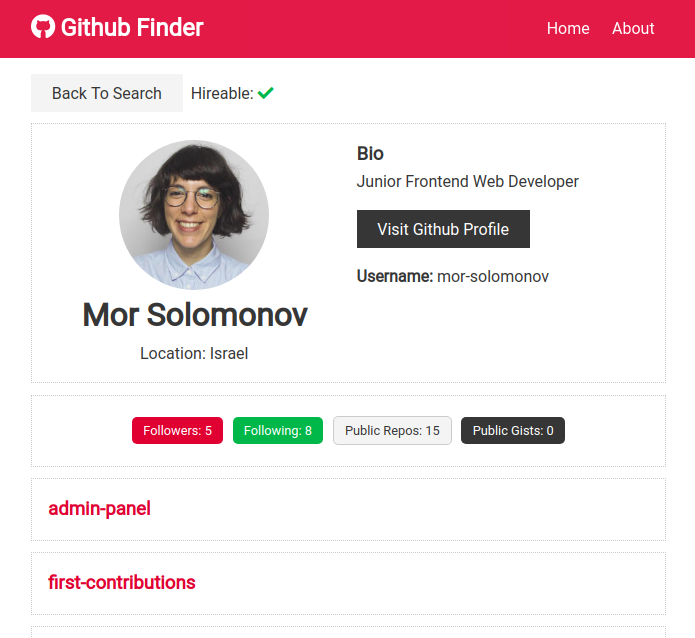 Github Finder
Home
About
Back To Search
Hireable:
Mor Solomonov
Location: Israel
Bio
Junior Frontend Web Developer
Visit Github Profile
Username: mor-solomonov
Followers: 5
Following: 8
Public Repos: 15
Public Gists: 0
admin-panel
first-contributions